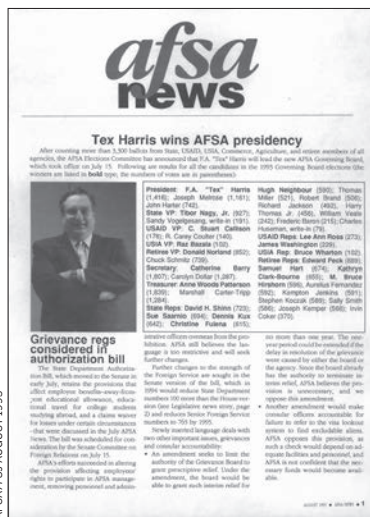 afsa
news
Tex Harris wins AFSA presidency
After counting more than 3,300 ballots from State, USAID, USIA, Commerce, Agriculture, and retiree members of all
agencies, the AFSA Elections Committee has announced that F.A. "Tex" Harris will lead the new AFSA Governing Board,
which took office on July 15. Following are results for all the candidates in the 1993 Governing Board elections (the
winners are listed in bold type, the numbers of votes are in parentheses):
President: F.A. "Tex" Harris
(1,416); Joseph Melrose (1,161);
John Harter (742).
State VP: Tibor Nagy, Jr. (927);
Sandy Vogelgesang, write-in (191).
USAID VP: C. Stuart Callison
(176); R. Carey Coulter (140).
USIA VP: Raz Bazala (102).
Retiree VP: Donald Norland (852);
Chuck Schmitz (739).
Secretary: Catherine Barry
(1,807); Carolyn Dollar (1,287).
Treasurer: Anne Woods Patterson
(1,839); Marshall Carter-Tripp
(1,284).
State Reps: David H. Shinn (723);
Sue Saarnio (694); Dennis Kux
(642); Christine Fulena (615);
Hugh Neighbour (590); Thomas
Miller (521); Robert Brand (508);
Richard Jackson (492); Harry
Thomas Jr. (458); William Veale
(242); Frederic Baron (215); Charles
Huseman, write-in (79).
USAID Reps: Lee Ann Ross (273);
James Washington (229).
USIA Rep: Bruce Wharton (102).
Retiree Reps: Edward Peck (889);
Samuel Hart (674); Kathryn
Clark-Bourne (655); M. Bruce
Hirshorn (596); Aurelius Fernandez
(592); Kempton Jenkins (591);
Stephen Koczak (589); Sally Smith
(586); Joseph Kemper (566); Irvin
Coker (370).
Grievance regs
considered in
authorization bill
The State Department Authoriza-
tion Bill, which moved to the Senate in
early July, retains the provisions that
affect employee benefits-away-from-
post educational allowance, educa-
tional travel for college students
studying abroad, and a claims waiver
for losses under certain circumstances
that were discussed in the July AFSA
News). The bill was scheduled for con-
sideration by the Senate Committee on
Foreign Relations on July 15.
AFSA's efforts succeeded in altering
the provision affecting employees'
rights to participate in AFSA manage-
ment, removing personnel and admin-
istrative officers overseas from the pro-
hibition. AFSA still believes the lan-
guage is too restrictive and will seek
further changes.
Further changes to the strength of
the Foreign Service are sought in the
Senate version of the bill, which in
1994 would reduce State Department
numbers 100 more than the House ver-
sion (see Legislative news story, page
2) and reduces Senior Foreign Service
numbers to 793 by 1995.
Newly inserted language deals with
two other important issues, grievances
and consular accountability.
• An amendment seeks to limit the
authority of the Grievance Board to
grant prescriptive relief. Under the
amendment, the board would be
able to grant such interim relief for
no more than one year. The one-
year period could be extended if the
delay in resolution of the grievance
were caused by either the board or
the agency. Since the board already
has the authority to terminate in-
terim relief, AFSA believes the pro-
vision is unnecessary, and we
oppose this amendment.
• Another amendment would make
consular officers accountable for
failure to refer to the visa lookout
system to find excludable aliens.
AFSA opposes this provision, as
such a check would depend on ad-
equate facilities and personnel, and
AFSA is not confident that the nec-
essary funds would become avail-
able.
AUGUST 1993 • AFSA NEWS • 1